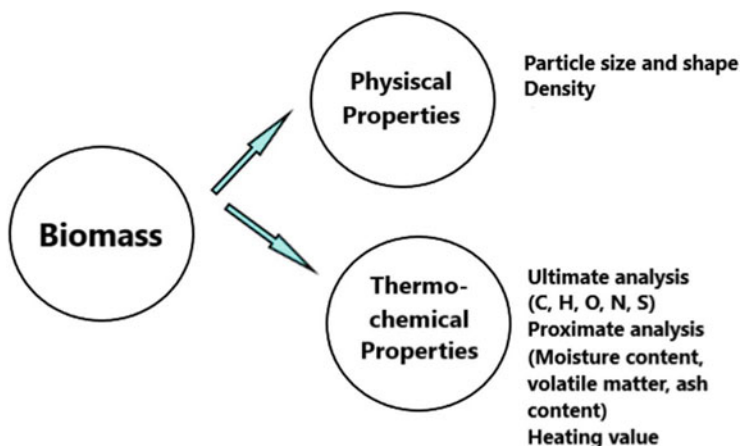 Biomass
Physiscal
Properties
Particle size and shape
Density
Thermo-
chemical
Properties
Ultimate analysis
(C, H, O, N, S)
Proximate analysis
(Moisture content,
volatile matter, ash
content)
Heating value